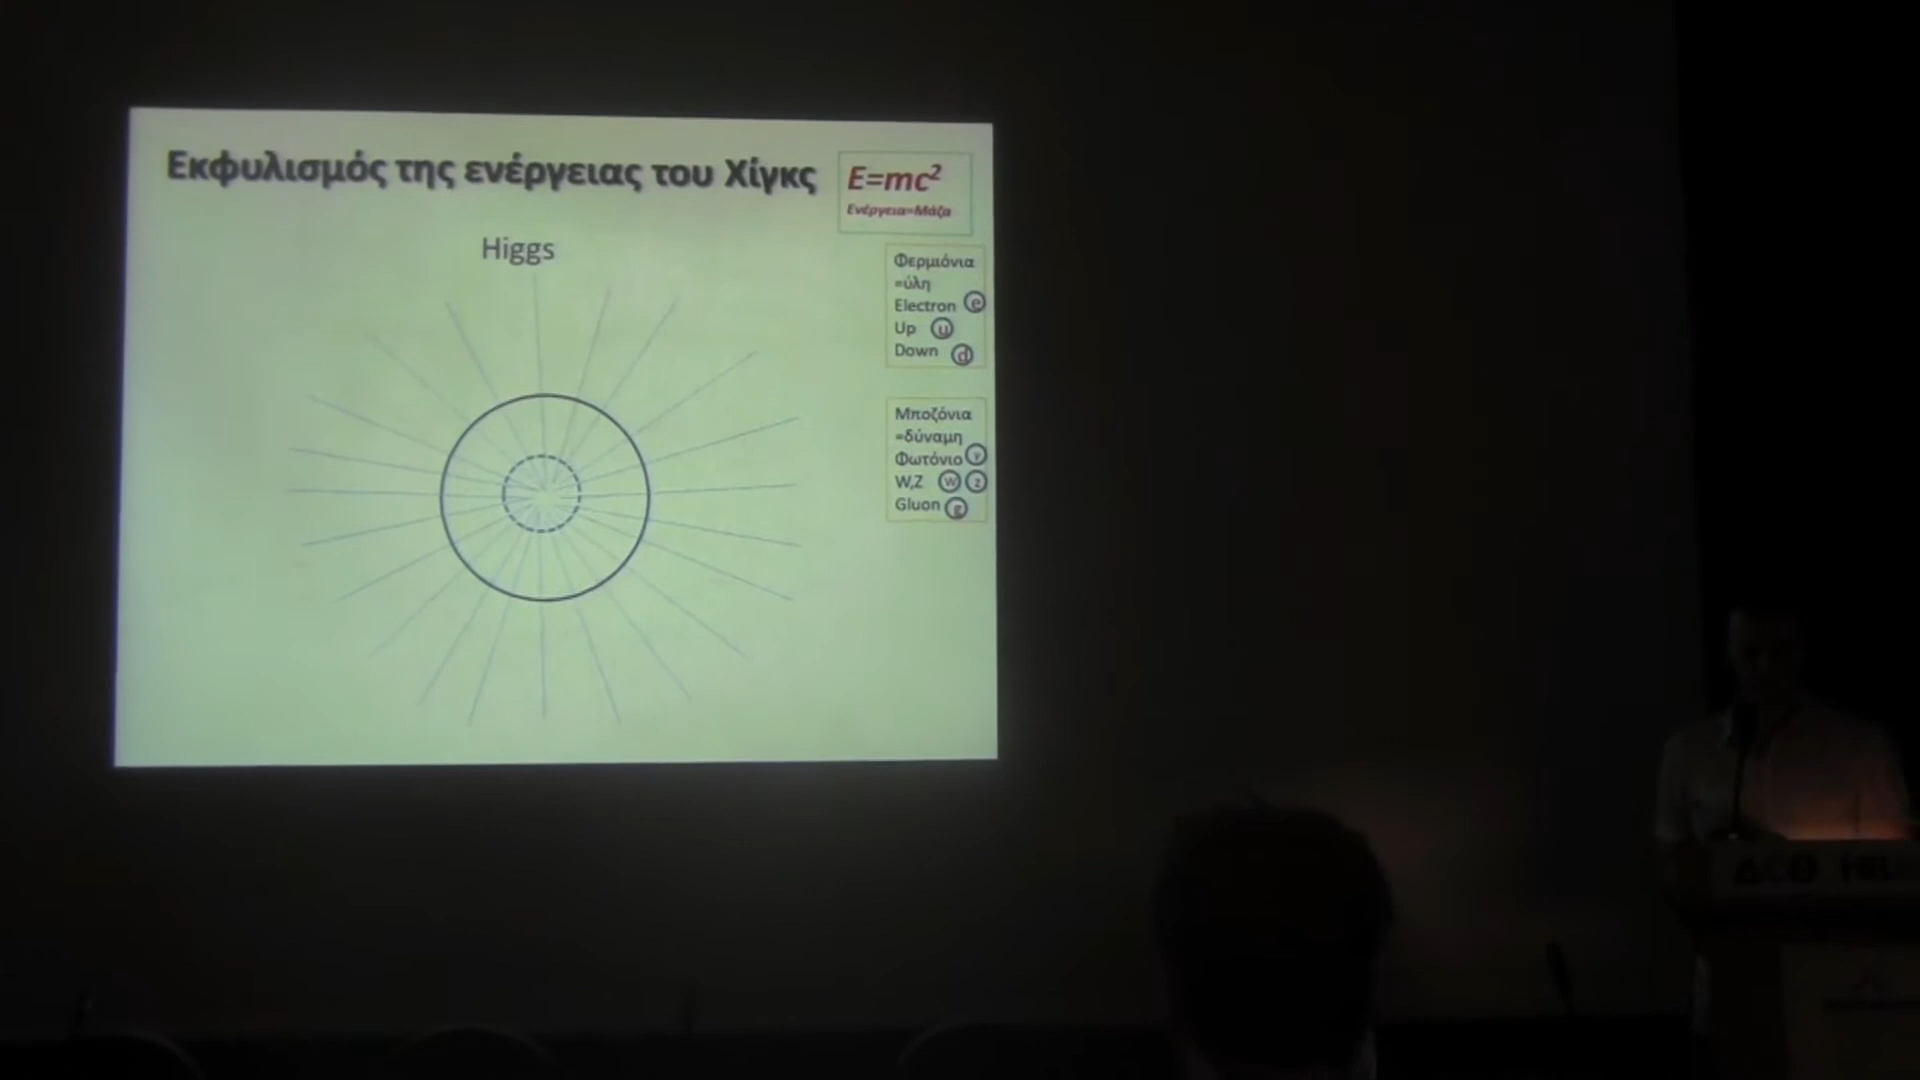 Εκφυλισμός της ενέργειας του Χίγκς
E=mc²
Ενέργεια=Μάζα
Higgs
Φερμιόνια
=ύλη
Electron e
Up u
Down d
Μποζόνια
=δύναμη
Φωτόνιο γ
W,Z W Z
Gluon g